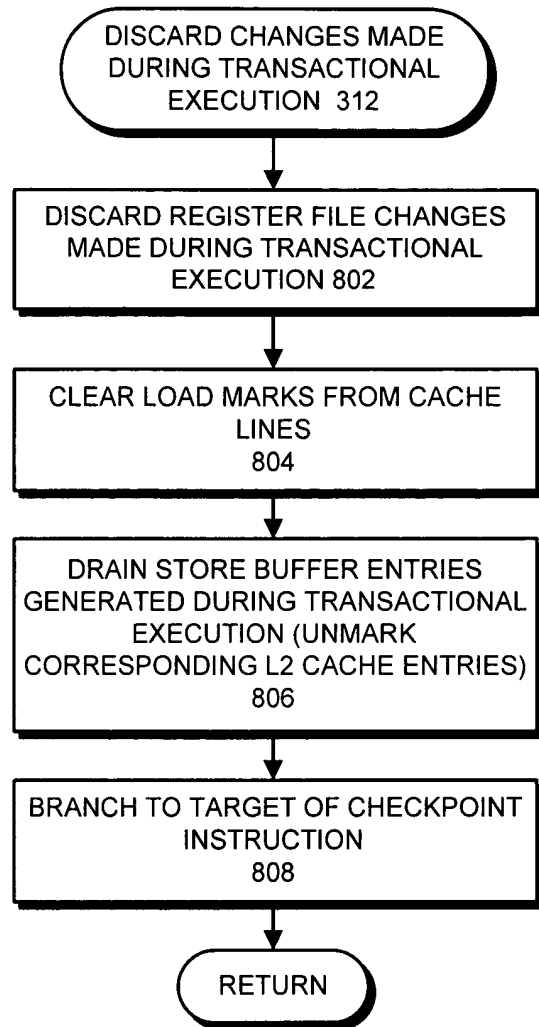 DISCARD CHANGES MADE
DURING TRANSACTIONAL
EXECUTION 312
DISCARD REGISTER FILE CHANGES
MADE DURING TRANSACTIONAL
EXECUTION 802
CLEAR LOAD MARKS FROM CACHE
LINES
804
DRAIN STORE BUFFER ENTRIES
GENERATED DURING TRANSACTIONAL
EXECUTION (UNMARK
CORRESPONDING L2 CACHE ENTRIES)
806
BRANCH TO TARGET OF CHECKPOINT
INSTRUCTION
808
RETURN